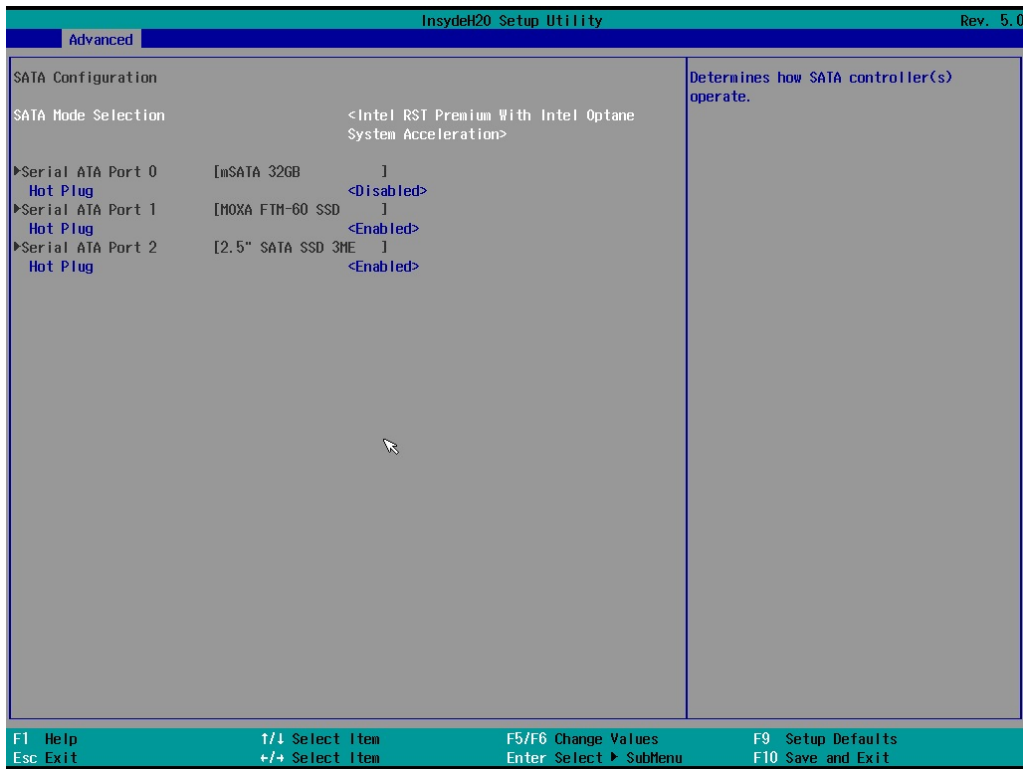 InsydeH20 Setup Utility Rev. 5.0
Advanced
SATA Configuration
SATA Mode Selection <Intel RST Premium With Intel Optane
System Acceleration>
▶Serial ATA Port 0 [mSATA 32GB ]
Hot Plug <Disabled>
▶Serial ATA Port 1 [MOXA FTM-60 SSD ]
Hot Plug <Enabled>
▶Serial ATA Port 2 [2.5" SATA SSD 3ME ]
Hot Plug <Enabled>
Determines how SATA controller(s)
operate.
F1 Help ↑/↓ Select Item F5/F6 Change Values F9 Setup Defaults
Esc Exit ←/→ Select Item Enter Select ▶ SubMenu F10 Save and Exit